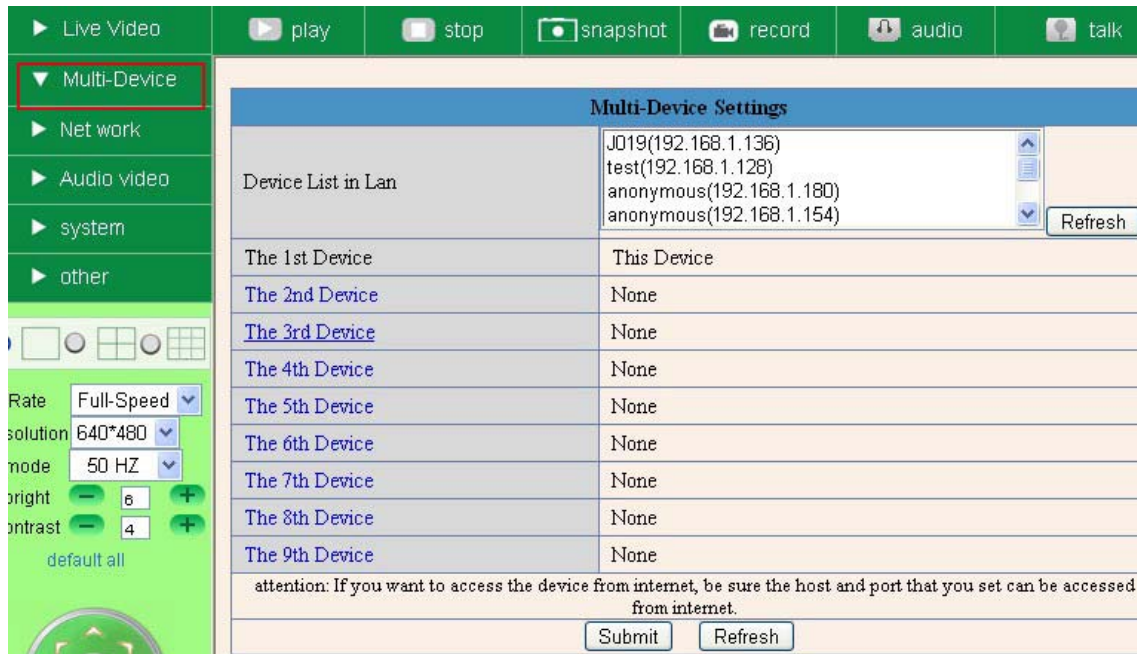 Live Video
play
stop
snapshot
record
audio
talk
Multi-Device
Net work
Audio video
system
other
Rate Full-Speed
solution 640*480
mode 50 HZ
bright 6
ontrast 4
default all
Multi-Device Settings
Device List in Lan
J019(192.168.1.136)
test(192.168.1.128)
anonymous(192.168.1.180)
anonymous(192.168.1.154)
Refresh
The 1st Device This Device
The 2nd Device None
The 3rd Device None
The 4th Device None
The 5th Device None
The 6th Device None
The 7th Device None
The 8th Device None
The 9th Device None
attention: If you want to access the device from internet, be sure the host and port that you set can be accessed
from internet.
Submit Refresh